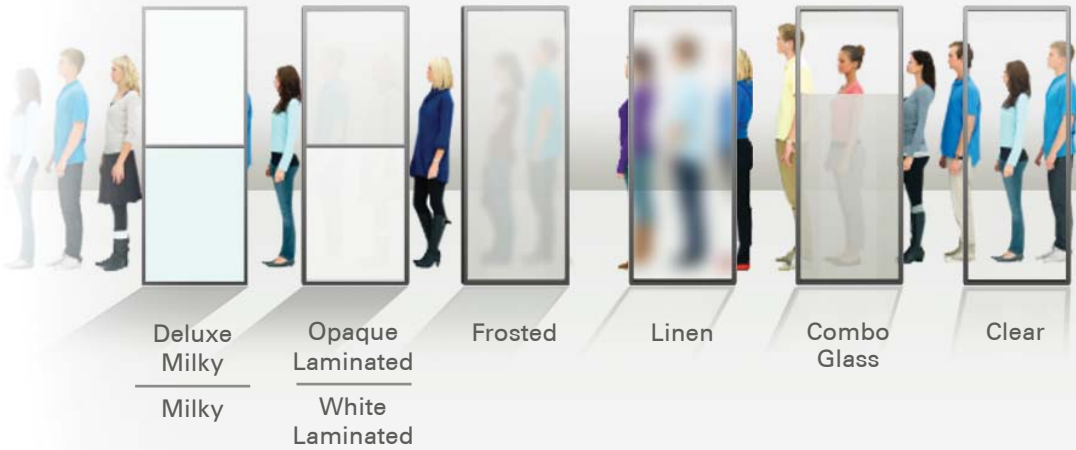 Deluxe
Milky
Milky
Opaque
Laminated
White
Laminated
Frosted
Linen
Combo
Glass
Clear